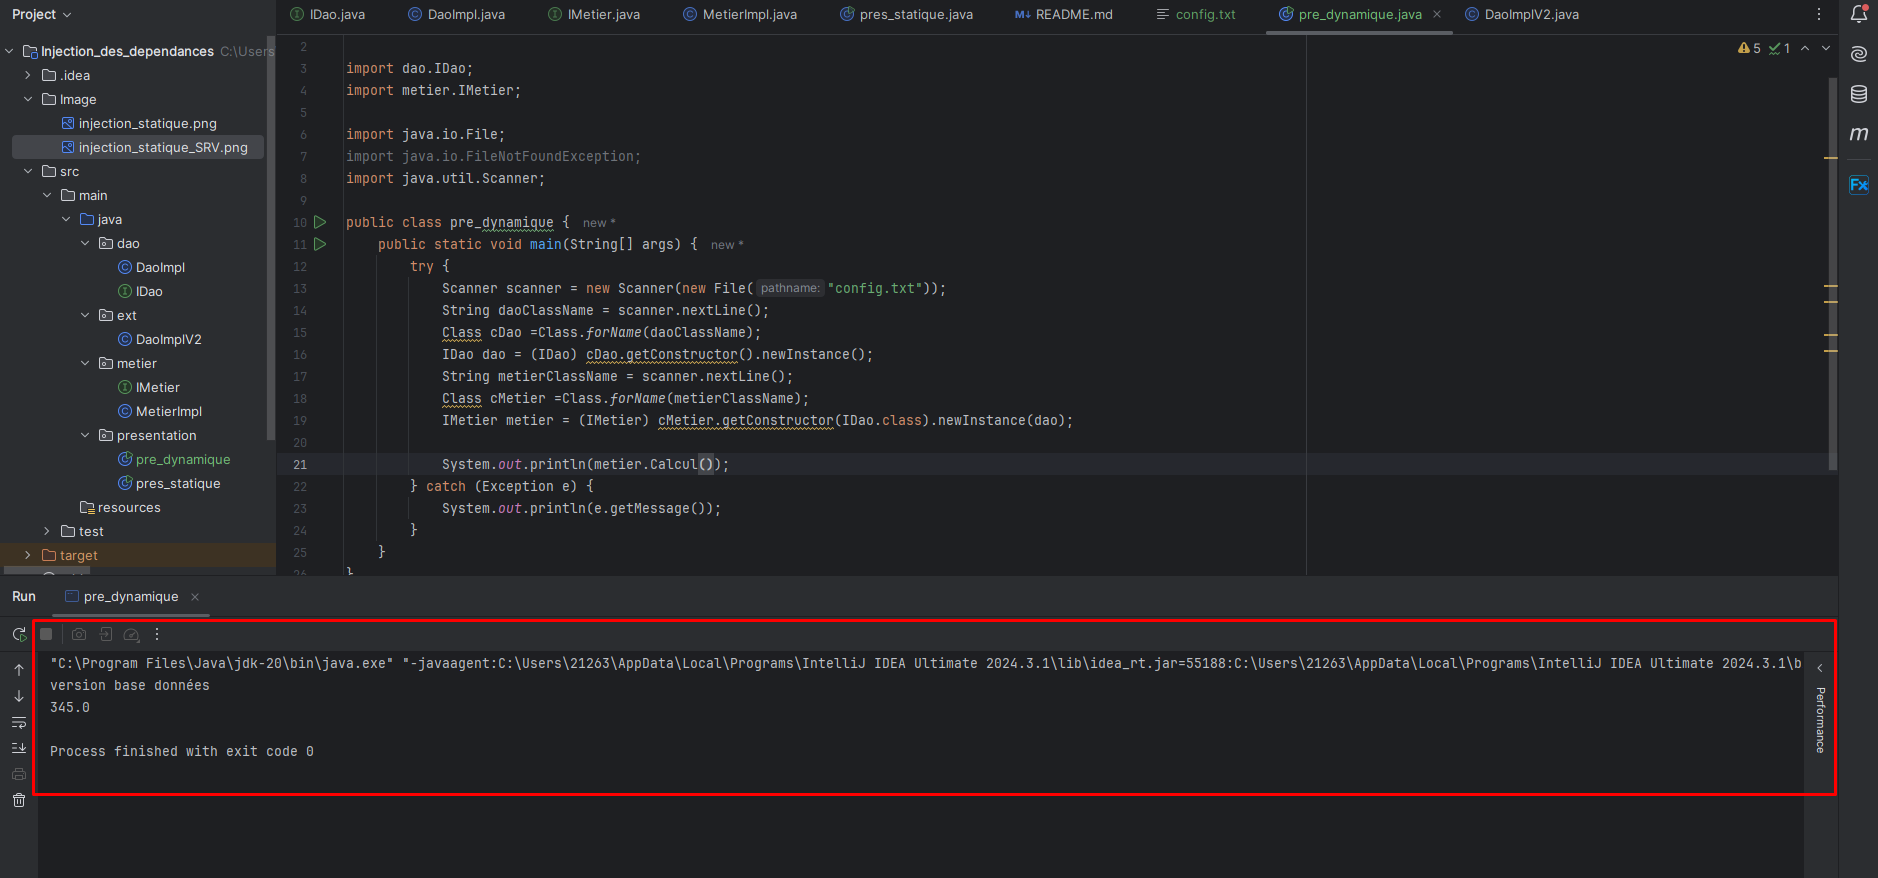 Project
IDao.java
DaoImpl.java
IMetier.java
MetierImpl.java
pres_statique.java
M↓ README.md
config.txt
pre_dynamique.java
DaoImplV2.java
Injection_des_dependances C:\Users
.idea
Image
injection_statique.png
injection_statique_SRV.png
src
main
java
dao
DaoImpl
IDao
ext
DaoImplV2
metier
IMetier
MetierImpl
presentation
pre_dynamique
pres_statique
resources
test
target
5 1
2
3 import dao.IDao;
4 import metier.IMetier;
5
6 import java.io.File;
7 import java.io.FileNotFoundException;
8 import java.util.Scanner;
9
10 public class pre_dynamique { new *
11 public static void main(String[] args) { new *
12 try {
13 Scanner scanner = new Scanner(new File( pathname: "config.txt"));
14 String daoClassName = scanner.nextLine();
15 Class cDao =Class.forName(daoClassName);
16 IDao dao = (IDao) cDao.getConstructor().newInstance();
17 String metierClassName = scanner.nextLine();
18 Class cMetier =Class.forName(metierClassName);
19 IMetier metier = (IMetier) cMetier.getConstructor(IDao.class).newInstance(dao);
20
21 System.out.println(metier.Calcul());
22 } catch (Exception e) {
23 System.out.println(e.getMessage());
24 }
25 }
26 }
m
Fx
Run
pre_dynamique
"C:\Program Files\Java\jdk-20\bin\java.exe" "-javaagent:C:\Users\21263\AppData\Local\Programs\IntelliJ IDEA Ultimate 2024.3.1\lib\idea_rt.jar=55188:C:\Users\21263\AppData\Local\Programs\IntelliJ IDEA Ultimate 2024.3.1\b
version base données
345.0
Process finished with exit code 0
Performance